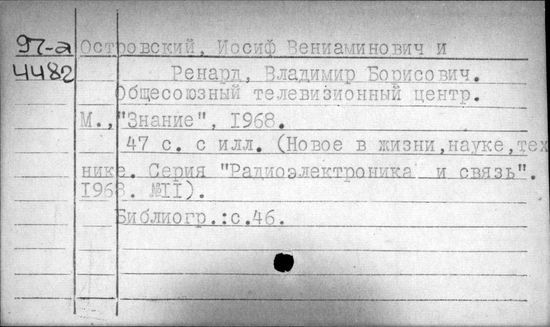 97-а Островский, Иосиф Вениаминович и
4482 Ренард, Владимир Борисович.
Общесоюзный телевизионный центр.
М., "Знание", 1968.
47 с. с илл. (Новое в жизни,науке,тех
нике. Серия "Радиоэлектроника и связь".
1968. №11).
Библиогр.:с.46.